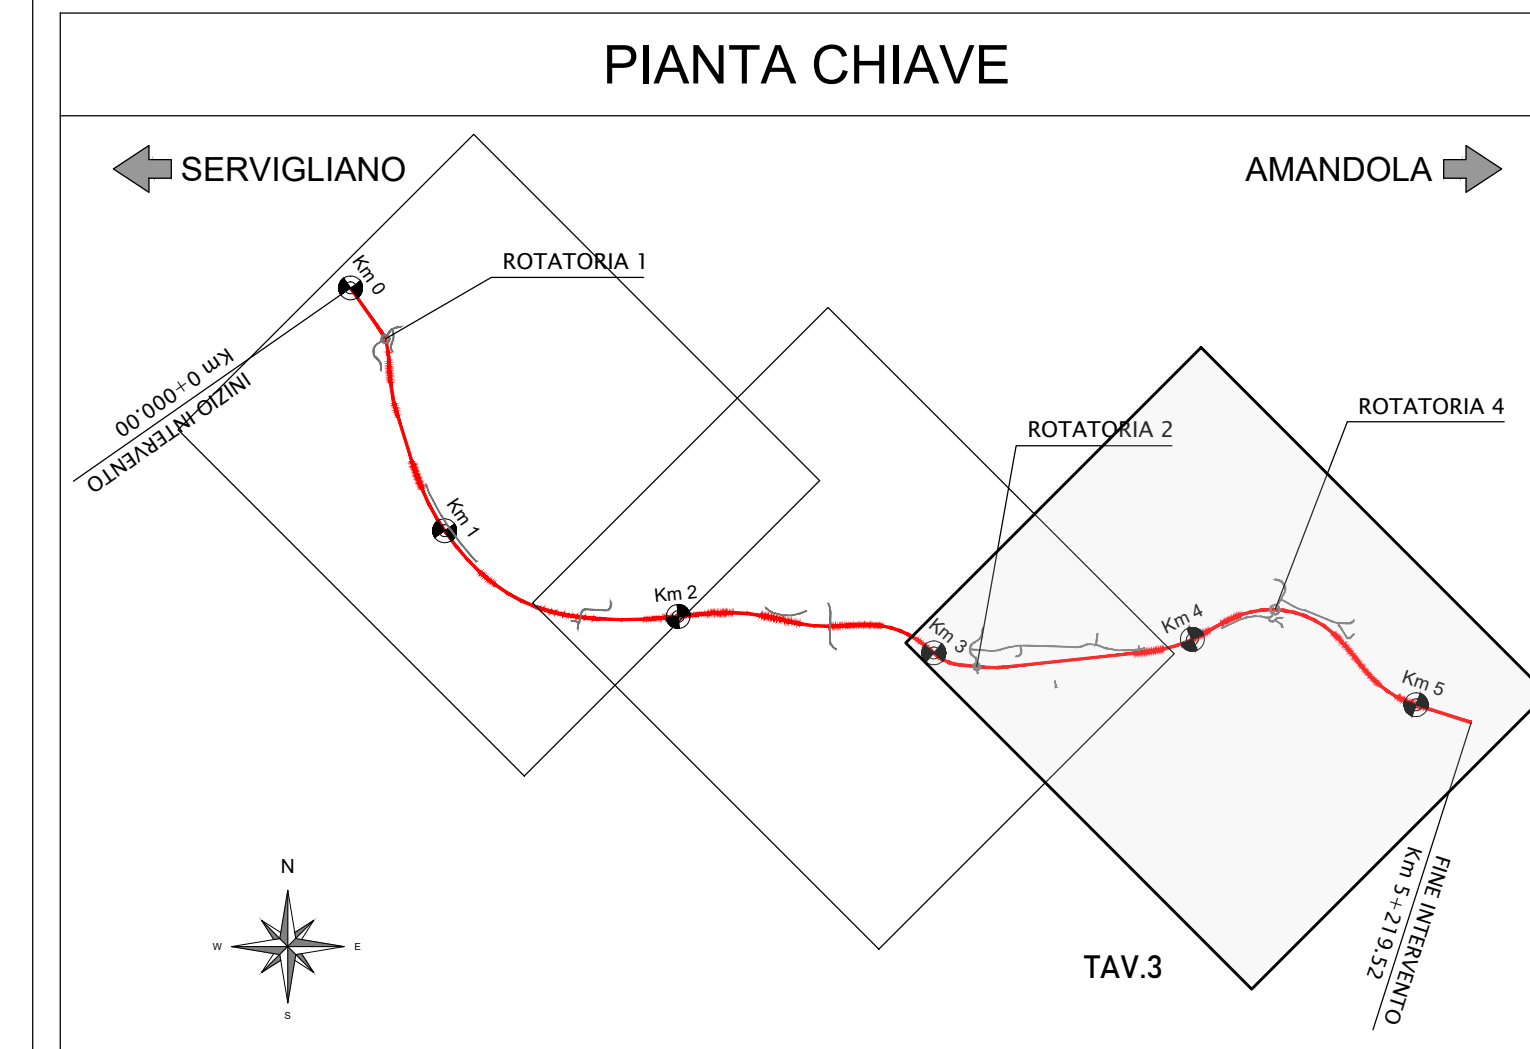 PIANTA CHIAVE
SERVIGLIANO
AMANDOLA
ROTATORIA 1
Km 0
Km 0+000.00
INIZIO INTERVENTO
ROTATORIA 4
ROTATORIA 2
Km 1
Km 2
Km 3
Km 4
Km 5
FINE INTERVENTO
Km 5+219.52
N
W
E
S
TAV.3